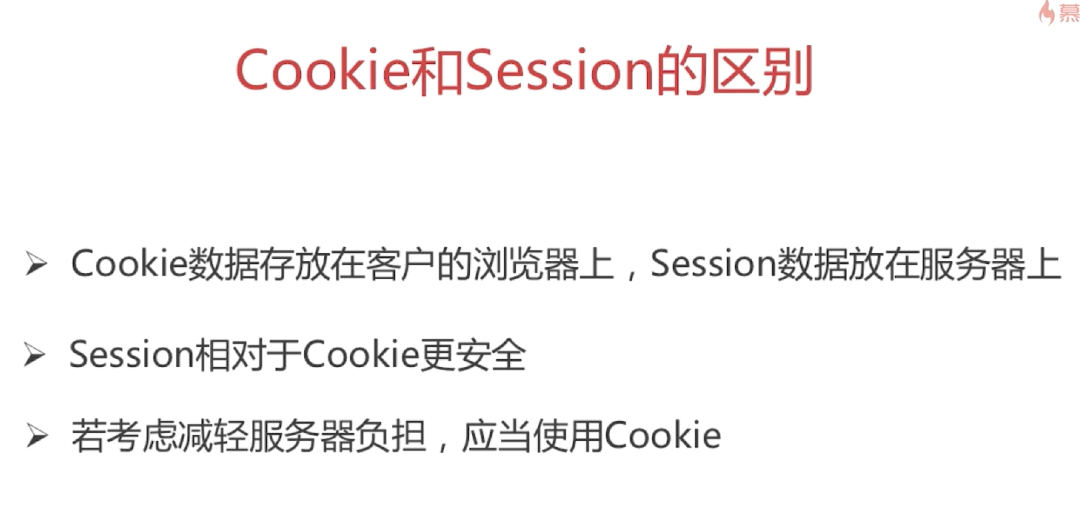 慕
Cookie和Session的区别
Cookie数据存放在客户的浏览器上，Session数据放在服务器上
Session相对于Cookie更安全
若考虑减轻服务器负担，应当使用Cookie